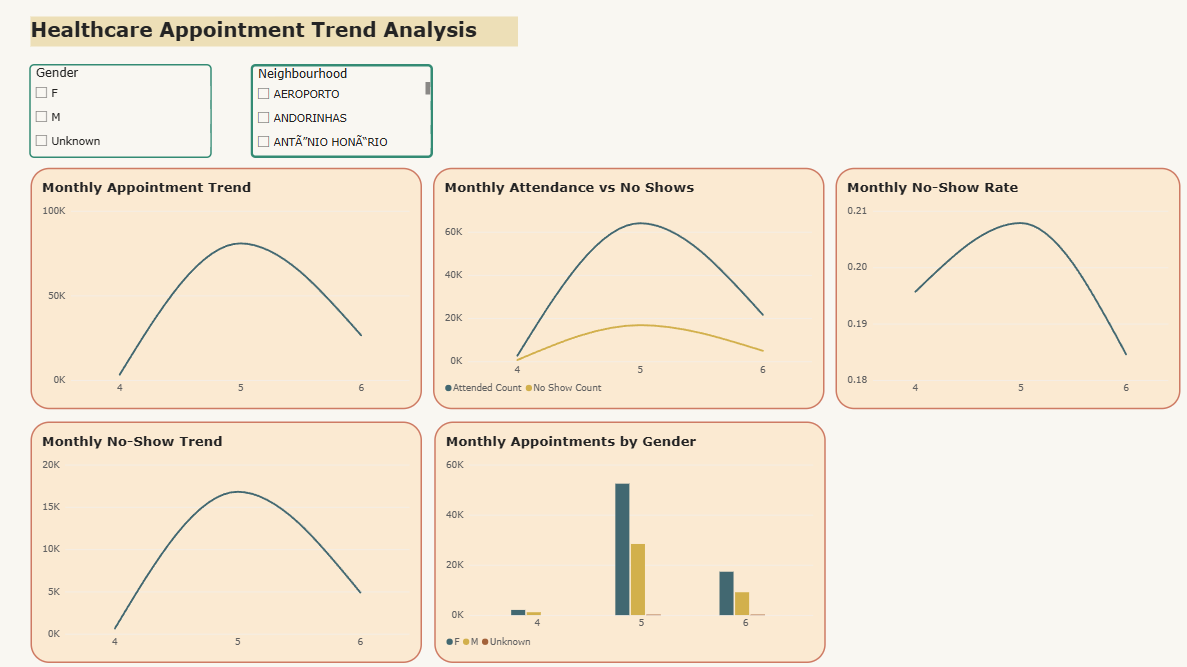 Healthcare Appointment Trend Analysis
Gender
F
M
Unknown
Neighbourhood
AEROPORTO
ANDORINHAS
ANTÃ”NIO HONÃ“RIO
Monthly Appointment Trend
100K
50K
0K
4 5 6
Monthly Attendance vs No Shows
60K
40K
20K
0K
4 5 6
Attended Count No Show Count
Monthly No-Show Rate
0.21
0.20
0.19
0.18
4 5 6
Monthly No-Show Trend
20K
15K
10K
5K
0K
4 5 6
Monthly Appointments by Gender
60K
40K
20K
0K
4 5 6
F M Unknown